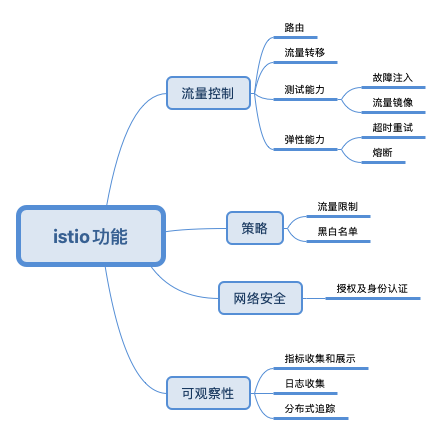 istio功能
流量控制
路由
流量转移
测试能力
故障注入
流量镜像
弹性能力
超时重试
熔断
策略
流量限制
黑白名单
网络安全
授权及身份认证
可观察性
指标收集和展示
日志收集
分布式追踪